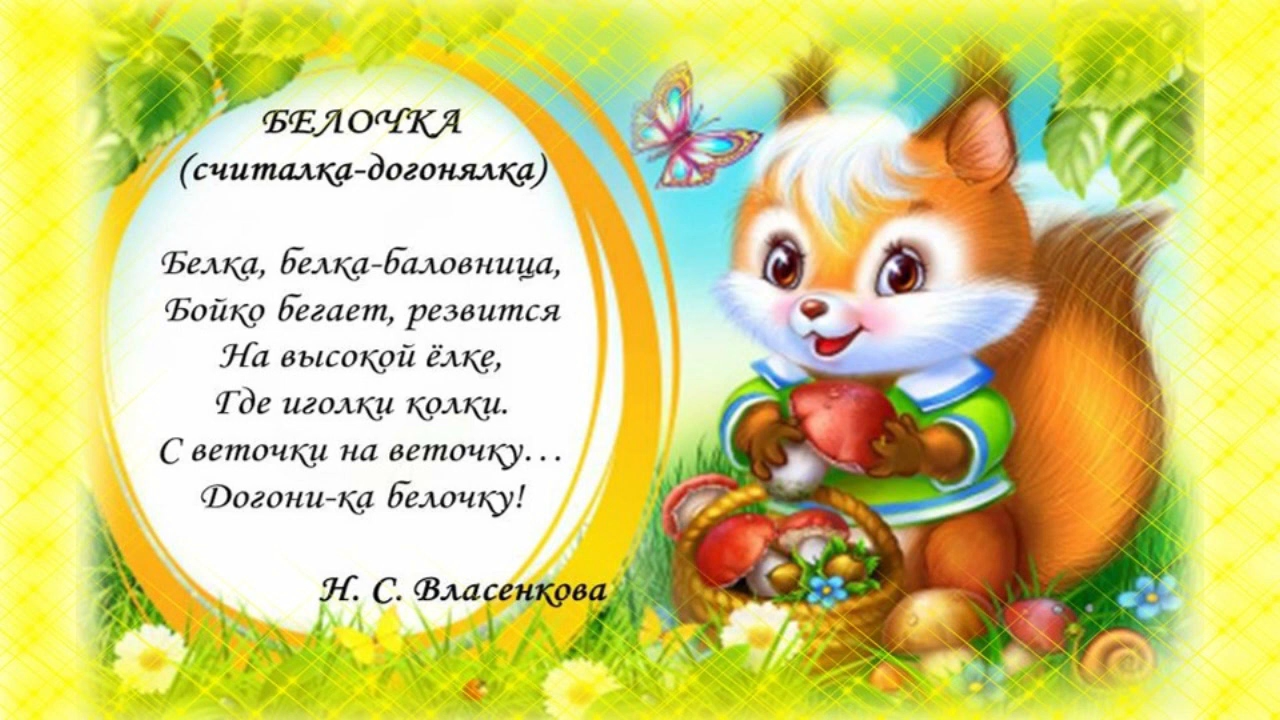 БЕЛОЧКА
(считалка-догонялка)
Белка, белка-баловница,
Бойко бегает, резвится
На высокой ёлке,
Где иголки колки.
С веточки на веточку…
Догони-ка белочку!
Н. С. Власенкова